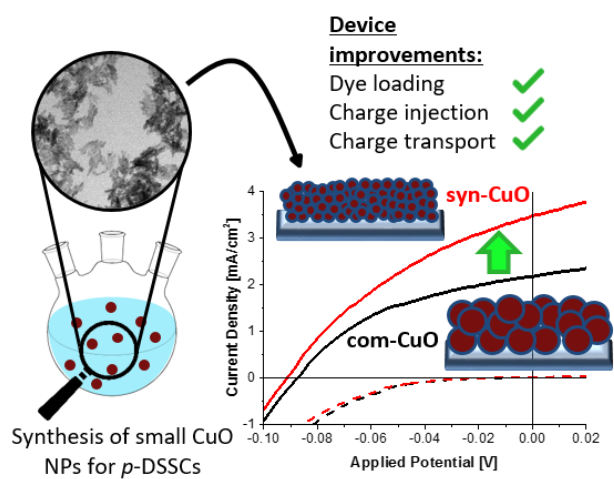 Device
improvements:
Dye loading
Charge injection
Charge transport
syn-CuO
com-CuO
Current Density [mA/cm²]
4
3
2
1
0
-1
-0.10
-0.08
-0.06
-0.04
-0.02
0.00
0.02
Applied Potential [V]
Synthesis of small CuO
NPs for p-DSSCs